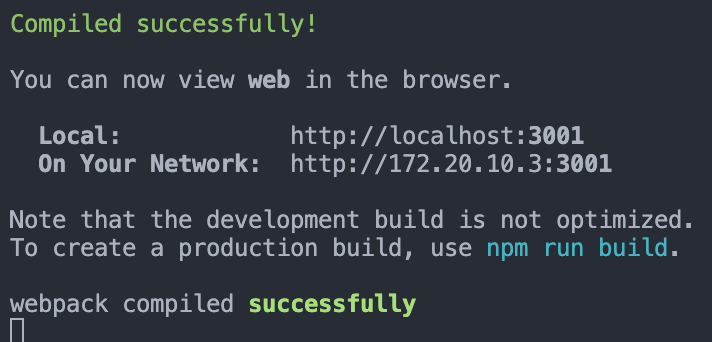 Compiled successfully!
You can now view web in the browser.
Local: http://localhost:3001
On Your Network: http://172.20.10.3:3001
Note that the development build is not optimized.
To create a production build, use npm run build.
webpack compiled successfully